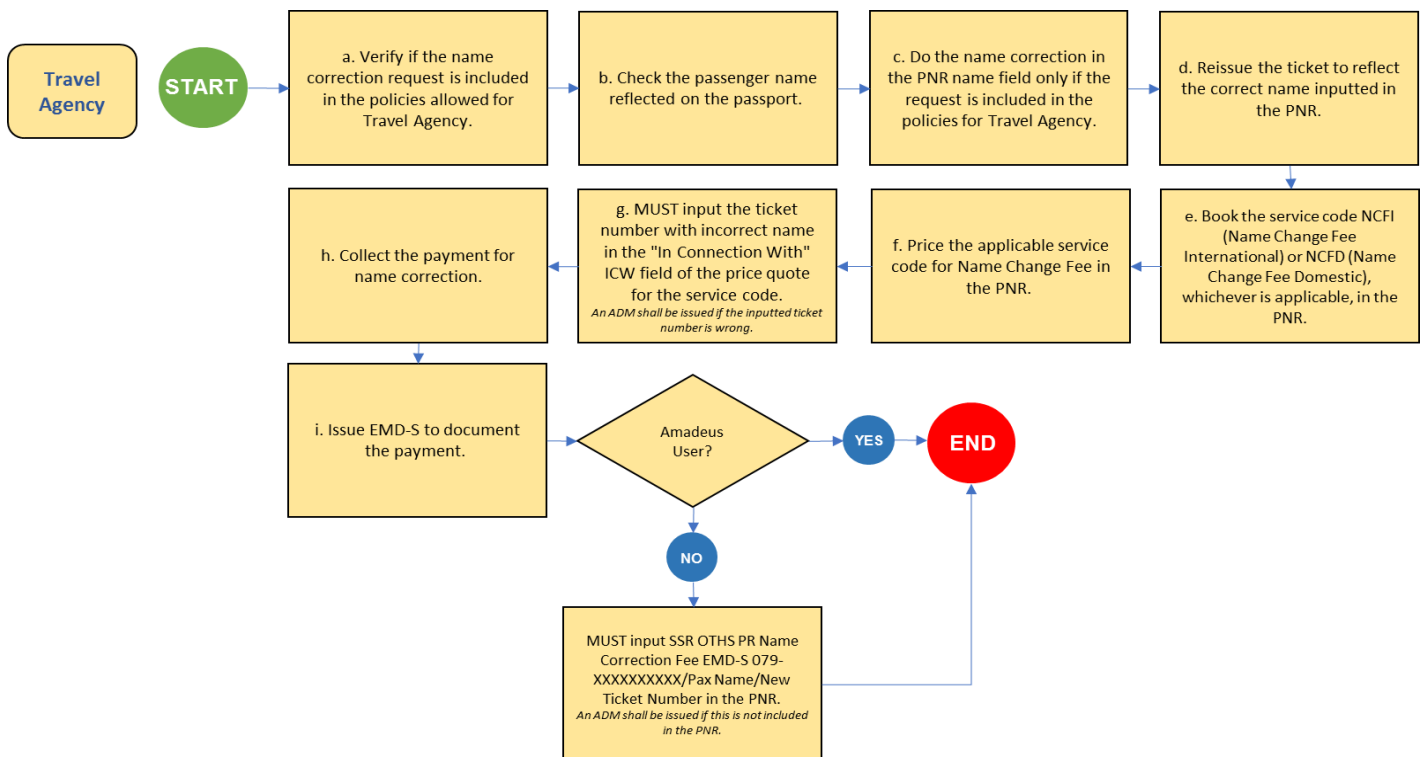 Travel
Agency
START
a. Verify if the name
correction request is included
in the policies allowed for
Travel Agency.
b. Check the passenger name
reflected on the passport.
c. Do the name correction in
the PNR name field only if the
request is included in the
policies for Travel Agency.
d. Reissue the ticket to reflect
the correct name inputted in
the PNR.
e. Book the service code NCFI
(Name Change Fee
International) or NCFD (Name
Change Fee Domestic),
whichever is applicable, in the
PNR.
f. Price the applicable service
code for Name Change Fee in
the PNR.
g. MUST input the ticket
number with incorrect name
in the "In Connection With"
ICW field of the price quote
for the service code.
An ADM shall be issued if the inputted ticket
number is wrong.
h. Collect the payment for
name correction.
i. Issue EMD-S to document
the payment.
Amadeus
User?
YES
END
NO
MUST input SSR OTHS PR Name
Correction Fee EMD-S 079-
XXXXXXXXXX/Pax Name/New
Ticket Number in the PNR.
An ADM shall be issued if this is not included
in the PNR.